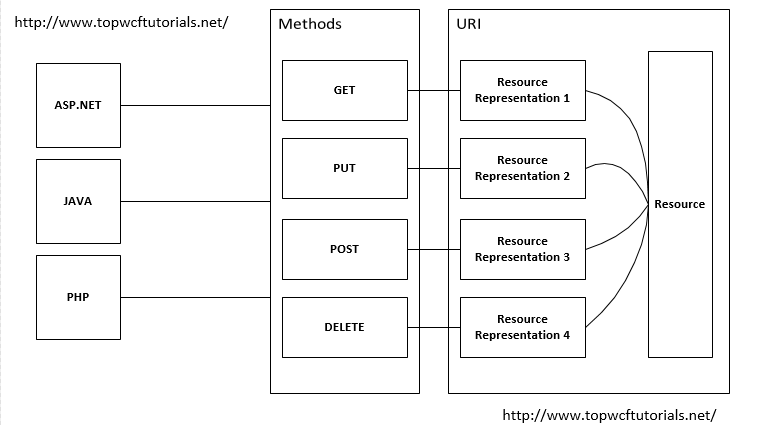 http://www.topwcftutorials.net/
Methods
URI
ASP.NET
JAVA
PHP
GET
PUT
POST
DELETE
Resource
Representation 1
Resource
Representation 2
Resource
Representation 3
Resource
Representation 4
Resource
http://www.topwcftutorials.net/